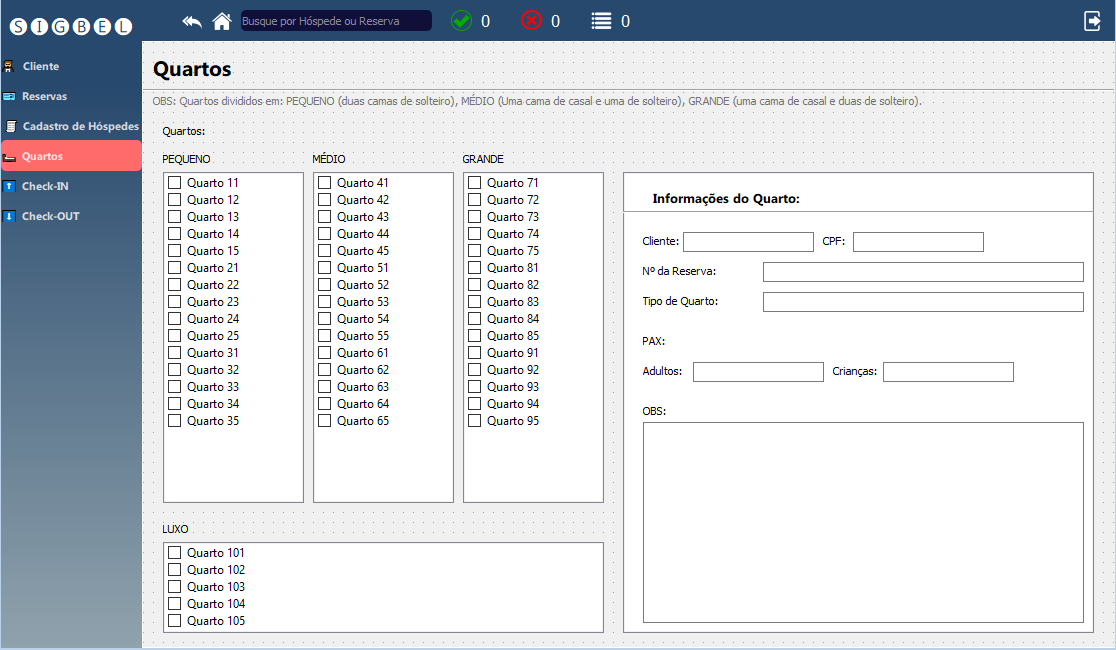 SIGBEL
Busque por Hóspede ou Reserva
0
0
0
Cliente
Reservas
Cadastro de Hóspedes
Quartos
Check-IN
Check-OUT
Quartos
OBS: Quartos divididos em: PEQUENO (duas camas de solteiro), MÉDIO (Uma cama de casal e uma de solteiro), GRANDE (uma cama de casal e duas de solteiro).
Quartos:
PEQUENO
Quarto 11
Quarto 12
Quarto 13
Quarto 14
Quarto 15
Quarto 21
Quarto 22
Quarto 23
Quarto 24
Quarto 25
Quarto 31
Quarto 32
Quarto 33
Quarto 34
Quarto 35
MÉDIO
Quarto 41
Quarto 42
Quarto 43
Quarto 44
Quarto 45
Quarto 51
Quarto 52
Quarto 53
Quarto 54
Quarto 55
Quarto 61
Quarto 62
Quarto 63
Quarto 64
Quarto 65
GRANDE
Quarto 71
Quarto 72
Quarto 73
Quarto 74
Quarto 75
Quarto 81
Quarto 82
Quarto 83
Quarto 84
Quarto 85
Quarto 91
Quarto 92
Quarto 93
Quarto 94
Quarto 95
LUXO
Quarto 101
Quarto 102
Quarto 103
Quarto 104
Quarto 105
Informações do Quarto:
Cliente: CPF:
Nº da Reserva:
Tipo de Quarto:
PAX:
Adultos: Crianças:
OBS: